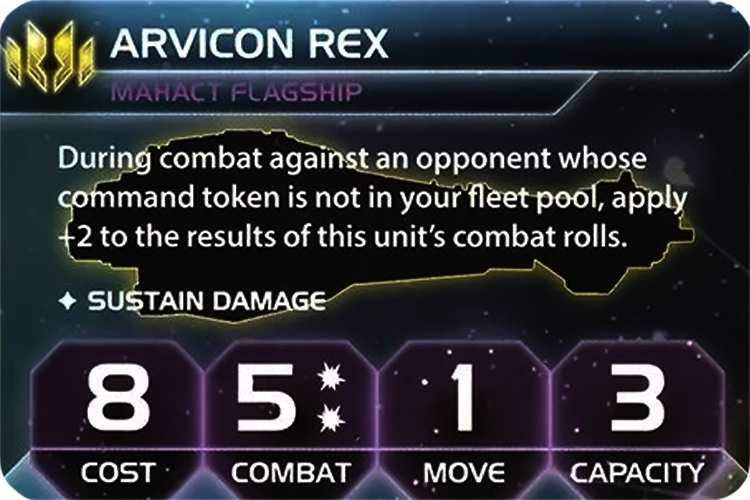 ARVICON REX
MAHACT FLAGSHIP
During combat against an opponent whose
command token is not in your fleet pool, apply
+2 to the results of this unit's combat rolls.
SUSTAIN DAMAGE
8 5 1 3
COST COMBAT MOVE CAPACITY